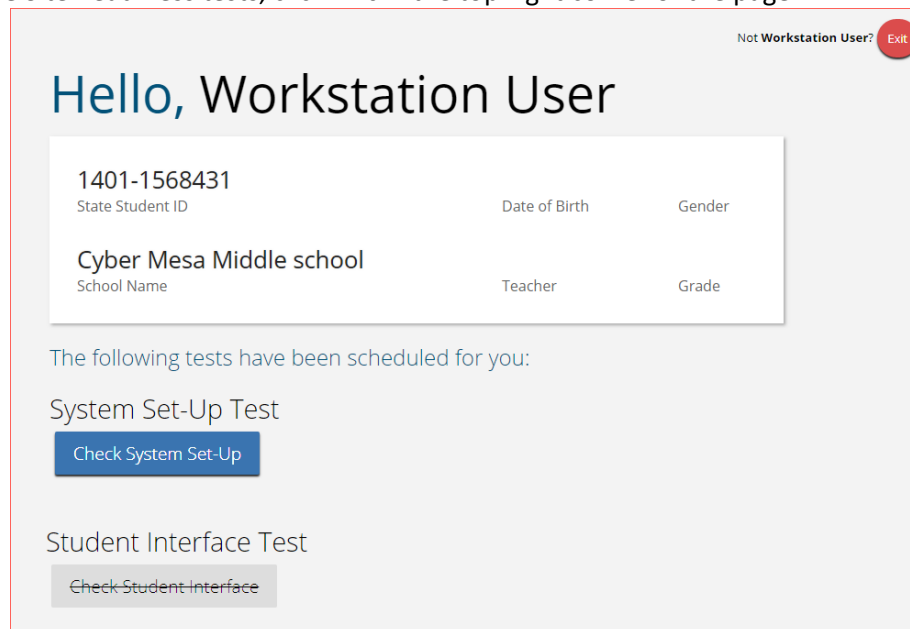 Not Workstation User? Exit
Hello, Workstation User
1401-1568431
State Student ID Date of Birth Gender
Cyber Mesa Middle school
School Name Teacher Grade
The following tests have been scheduled for you:
System Set-Up Test
Check System Set-Up
Student Interface Test
Check Student Interface